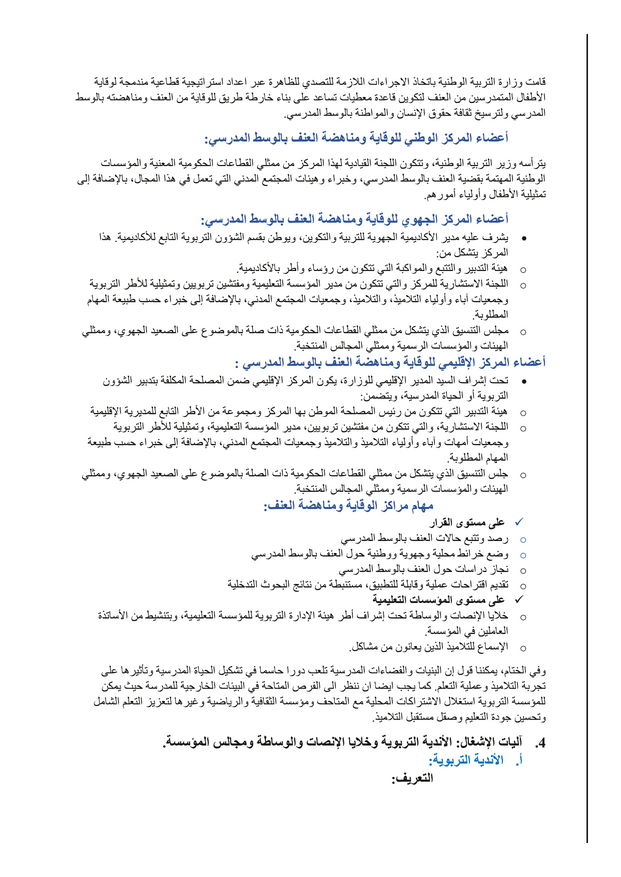 قامت وزارة التربية الوطنية باتخاذ الاجراءات اللازمة للتصدي للظاهرة عبر اعداد استراتيجية قطاعية مندمجة لوقاية
الأطفال المتمدرسين من العنف لتكوين قاعدة معطيات تساعد على بناء خارطة طريق للوقاية من العنف ومناهضته بالوسط
المدرسي ولترسيخ ثقافة حقوق الإنسان والمواطنة بالوسط المدرسي.
أعضاء المركز الوطني للوقاية ومناهضة العنف بالوسط المدرسي:
يترأسه وزير التربية الوطنية، وتتكون اللجنة القيادية لهذا المركز من ممثلي القطاعات الحكومية المعنية والمؤسسات
الوطنية المهتمة بقضية العنف بالوسط المدرسي، وخبراء وهيئات المجتمع المدني التي تعمل في هذا المجال، بالإضافة إلى
تمثيلية الأطفال وأولياء أمورهم.
أعضاء المركز الجهوي للوقاية ومناهضة العنف بالوسط المدرسي:
• يشرف عليه مدير الأكاديمية الجهوية للتربية والتكوين، ويوطن بقسم الشؤون التربوية التابع للأكاديمية. هذا
المركز يتشكل من:
o هيئة التدبير والتتبع والمواكبة التي تتكون من رؤساء وأطر بالأكاديمية.
o اللجنة الاستشارية للمركز والتي تتكون من مدير المؤسسة التعليمية ومفتشين تربويين وتمثيلية للأطر التربوية
وجمعيات آباء وأولياء التلاميذ، والتلاميذ، وجمعيات المجتمع المدني، بالإضافة إلى خبراء حسب طبيعة المهام
المطلوبة.
o مجلس التنسيق الذي يتشكل من ممثلي القطاعات الحكومية ذات صلة بالموضوع على الصعيد الجهوي، وممثلي
الهيئات والمؤسسات الرسمية وممثلي المجالس المنتخبة.
أعضاء المركز الإقليمي للوقاية ومناهضة العنف بالوسط المدرسي :
• تحت إشراف السيد المدير الإقليمي للوزارة، يكون المركز الإقليمي ضمن المصلحة المكلفة بتدبير الشؤون
التربوية أو الحياة المدرسية، ويتضمن:
o هيئة التدبير التي تتكون من رئيس المصلحة الموطن بها المركز ومجموعة من الأطر التابع للمديرية الإقليمية
o اللجنة الاستشارية، والتي تتكون من مفتشين تربويين، مدير المؤسسة التعليمية، وتمثيلية للأطر التربوية
وجمعيات أمهات وآباء وأولياء التلاميذ والتلاميذ وجمعيات المجتمع المدني، بالإضافة إلى خبراء حسب طبيعة
المهام المطلوبة.
o جلس التنسيق الذي يتشكل من ممثلي القطاعات الحكومية ذات الصلة بالموضوع على الصعيد الجهوي، وممثلي
الهيئات والمؤسسات الرسمية وممثلي المجالس المنتخبة.
مهام مراكز الوقاية ومناهضة العنف:
✓ على مستوى القرار
o رصد وتتبع حالات العنف بالوسط المدرسي
o وضع خرائط محلية وجهوية ووطنية حول العنف بالوسط المدرسي
o نجاز دراسات حول العنف بالوسط المدرسي
o تقديم اقتراحات عملية وقابلة للتطبيق، مستنبطة من نتائج البحوث التدخلية
✓ على مستوى المؤسسات التعليمية
o خلايا الإنصات والوساطة تحت إشراف أطر هيئة الإدارة التربوية للمؤسسة التعليمية، وبتنشيط من الأساتذة
العاملين في المؤسسة.
o الإسماع للتلاميذ الذين يعانون من مشاكل.
وفي الختام، يمكننا قول إن البنيات والفضاءات المدرسية تلعب دورا حاسما في تشكيل الحياة المدرسية وتأثيرها على
تجربة التلاميذ وعملية التعلم. كما يجب ايضا ان ننظر الى الفرص المتاحة في البيئات الخارجية للمدرسة حيث يمكن
للمؤسسة التربوية استغلال الاشتراكات المحلية مع المتاحف ومؤسسة الثقافية والرياضية وغيرها لتعزيز التعلم الشامل
وتحسين جودة التعليم وصقل مستقبل التلاميذ.
4. آليات الإشغال: الأندية التربوية وخلايا الإنصات والوساطة ومجالس المؤسسة.
أ. الأندية التربوية:
التعريف: